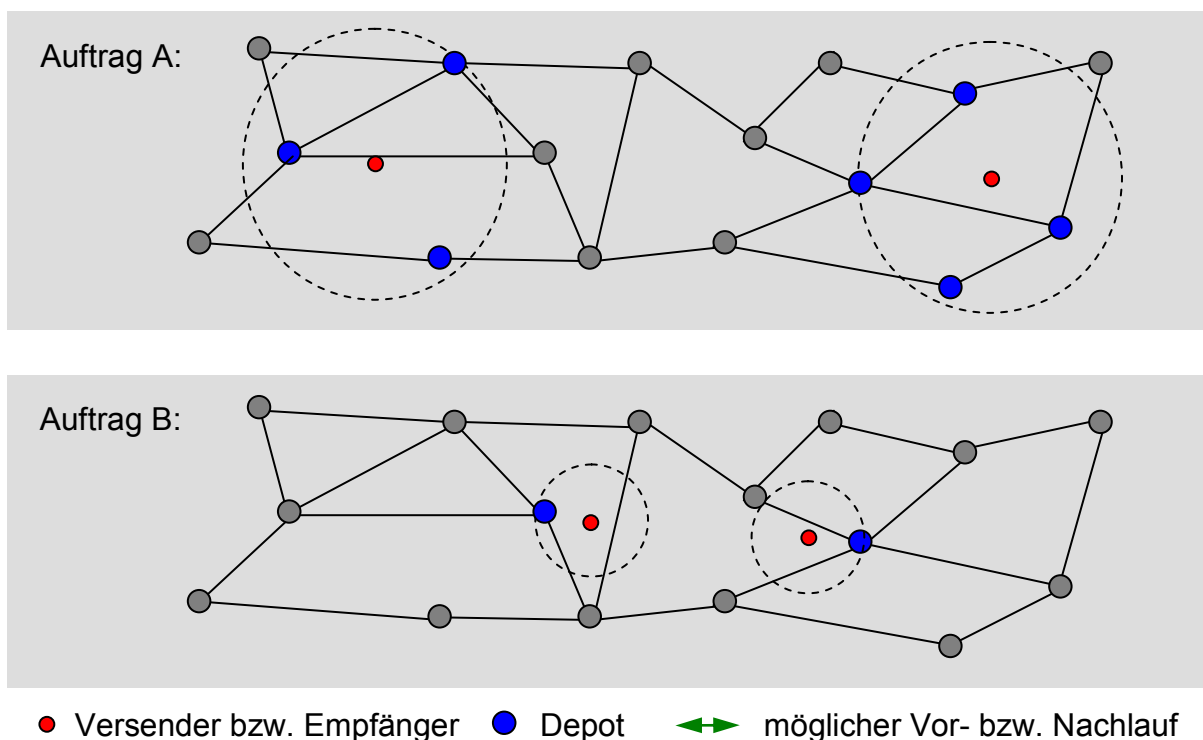 Auftrag A:
Auftrag B:
Versender bzw. Empfänger Depot möglicher Vor- bzw. Nachlauf